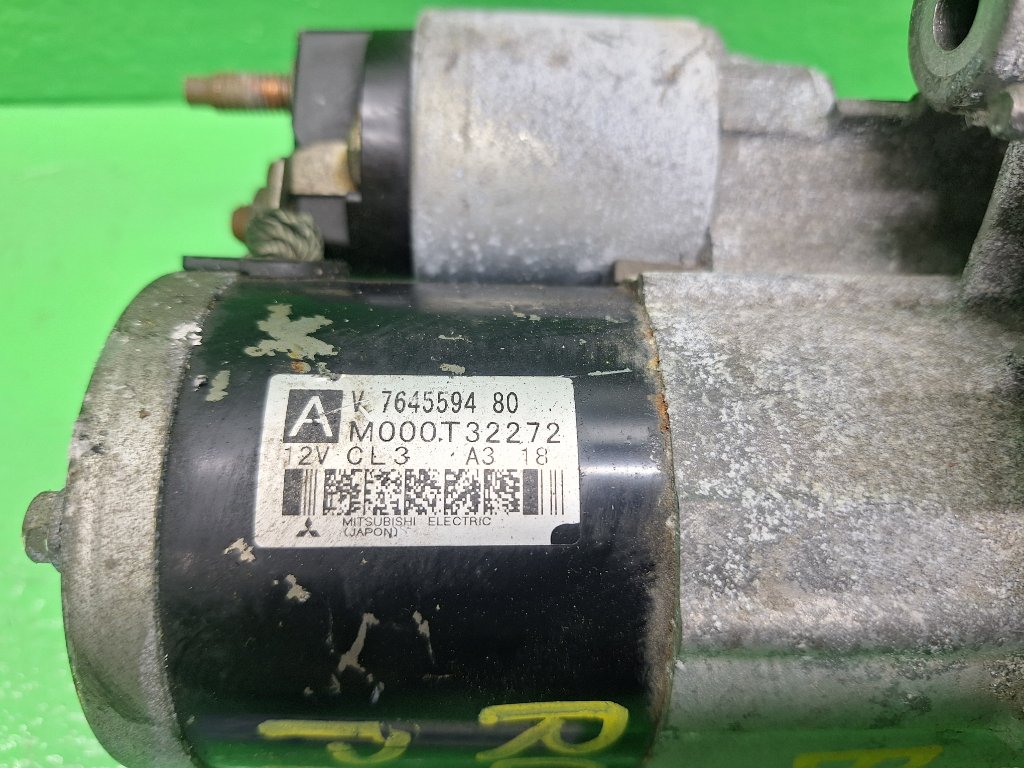 A V 7645594 80
M000T32272
12V CL3 A3 18
MITSUBISHI ELECTRIC
(JAPON)